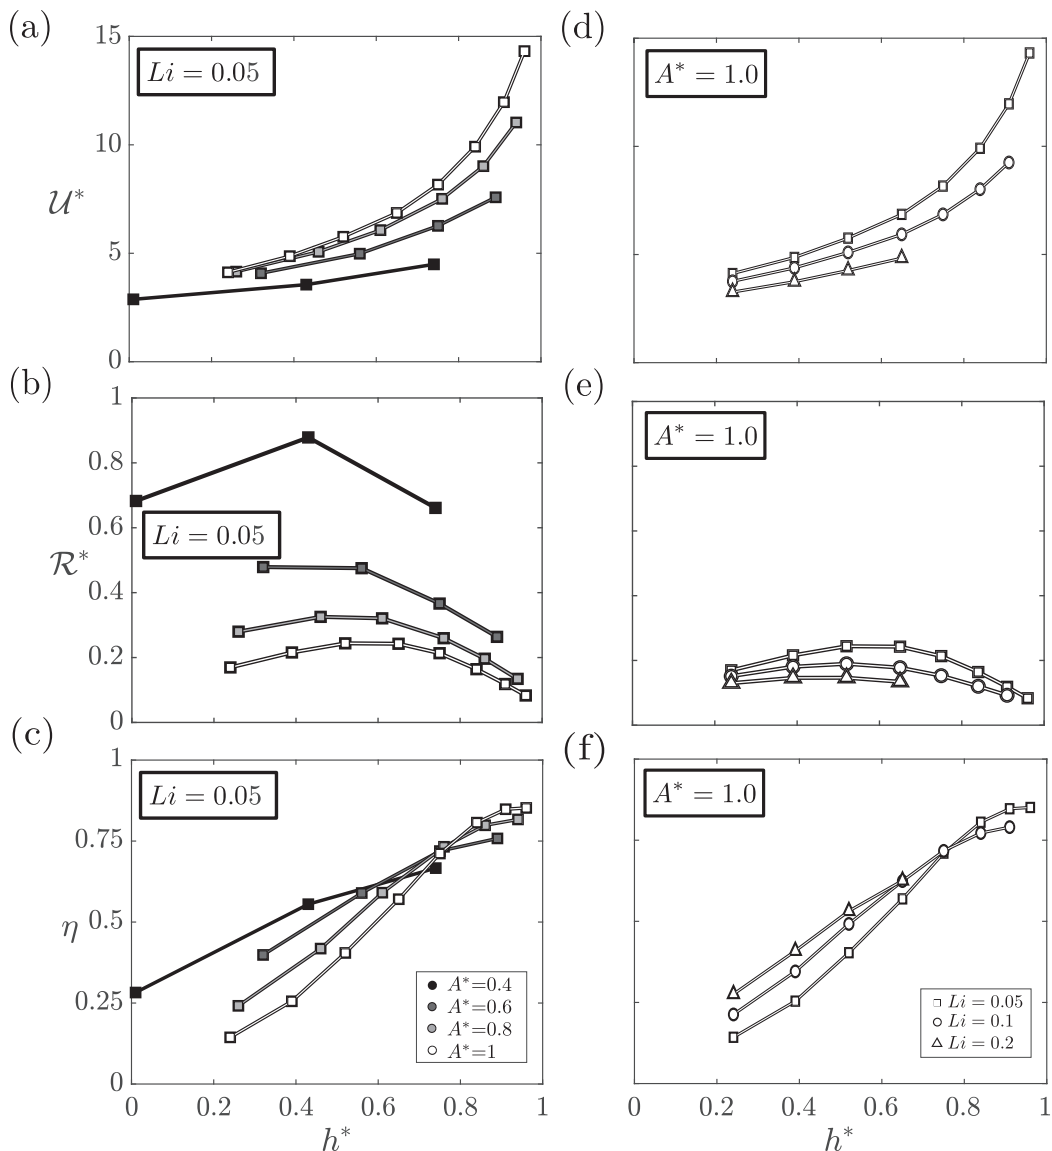 (a)
15
10
5
0
𝒰*
Li = 0.05
(d)
A* = 1.0
(b)
1
0.8
0.6
0.4
0.2
0
ℛ*
Li = 0.05
(e)
A* = 1.0
(c)
1
0.75
0.5
0.25
0
η
Li = 0.05
A*=0.4
A*=0.6
A*=0.8
A*=1
0 0.2 0.4 0.6 0.8 1
h*
(f)
A* = 1.0
Li = 0.05
Li = 0.1
Li = 0.2
0 0.2 0.4 0.6 0.8 1
h*